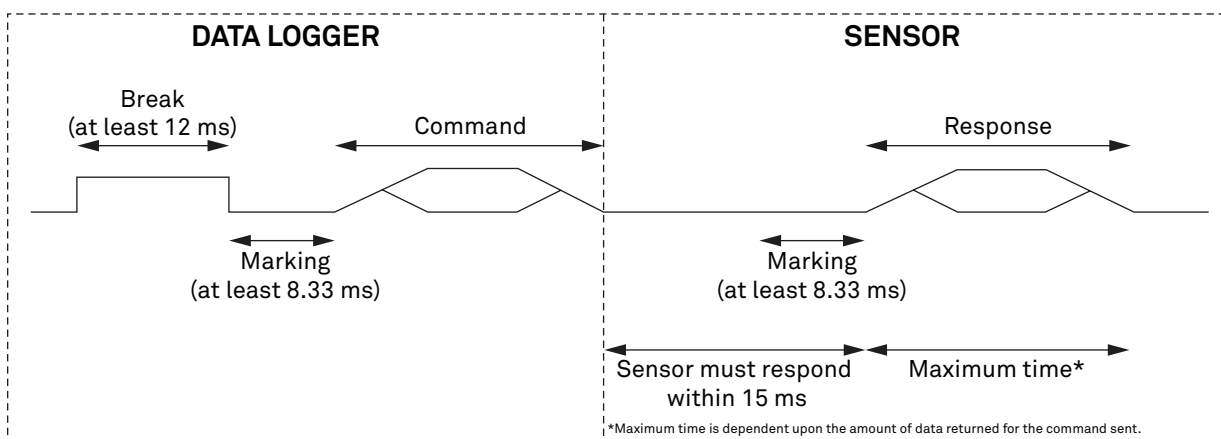 DATA LOGGER
SENSOR
Break
(at least 12 ms)
Command
Response
Marking
(at least 8.33 ms)
Marking
(at least 8.33 ms)
Sensor must respond
within 15 ms
Maximum time*
*Maximum time is dependent upon the amount of data returned for the command sent.